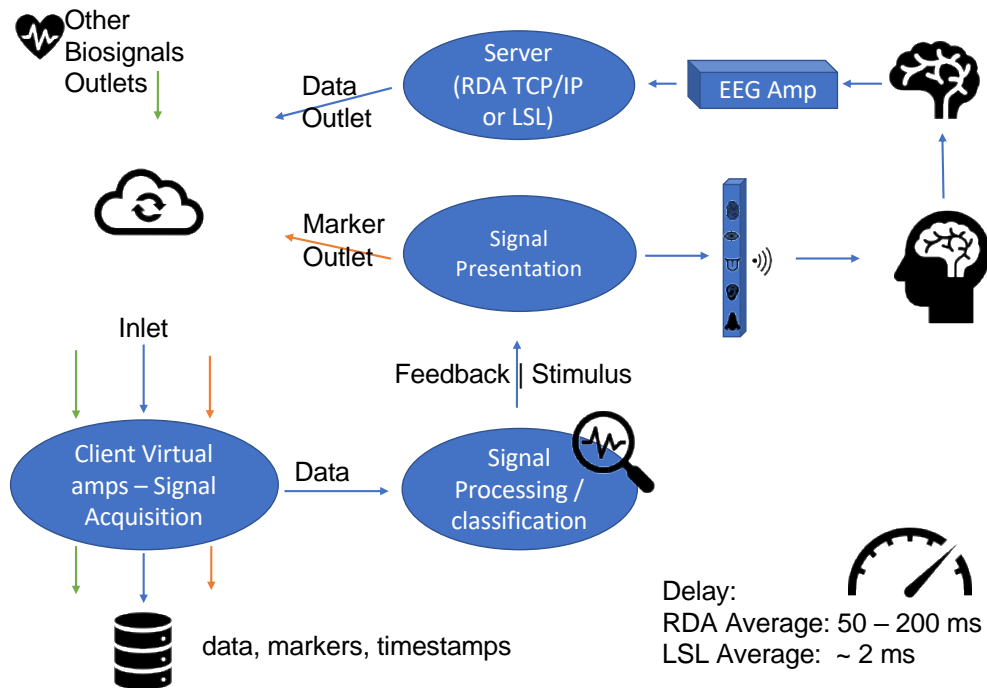 Other
Biosignals
Outlets
Data
Outlet
Server
(RDA TCP/IP
or LSL)
EEG Amp
Marker
Outlet
Signal
Presentation
Inlet
Feedback | Stimulus
Client Virtual
amps – Signal
Acquisition
Data
Signal
Processing /
classification
data, markers, timestamps
Delay:
RDA Average: 50 – 200 ms
LSL Average: ~ 2 ms